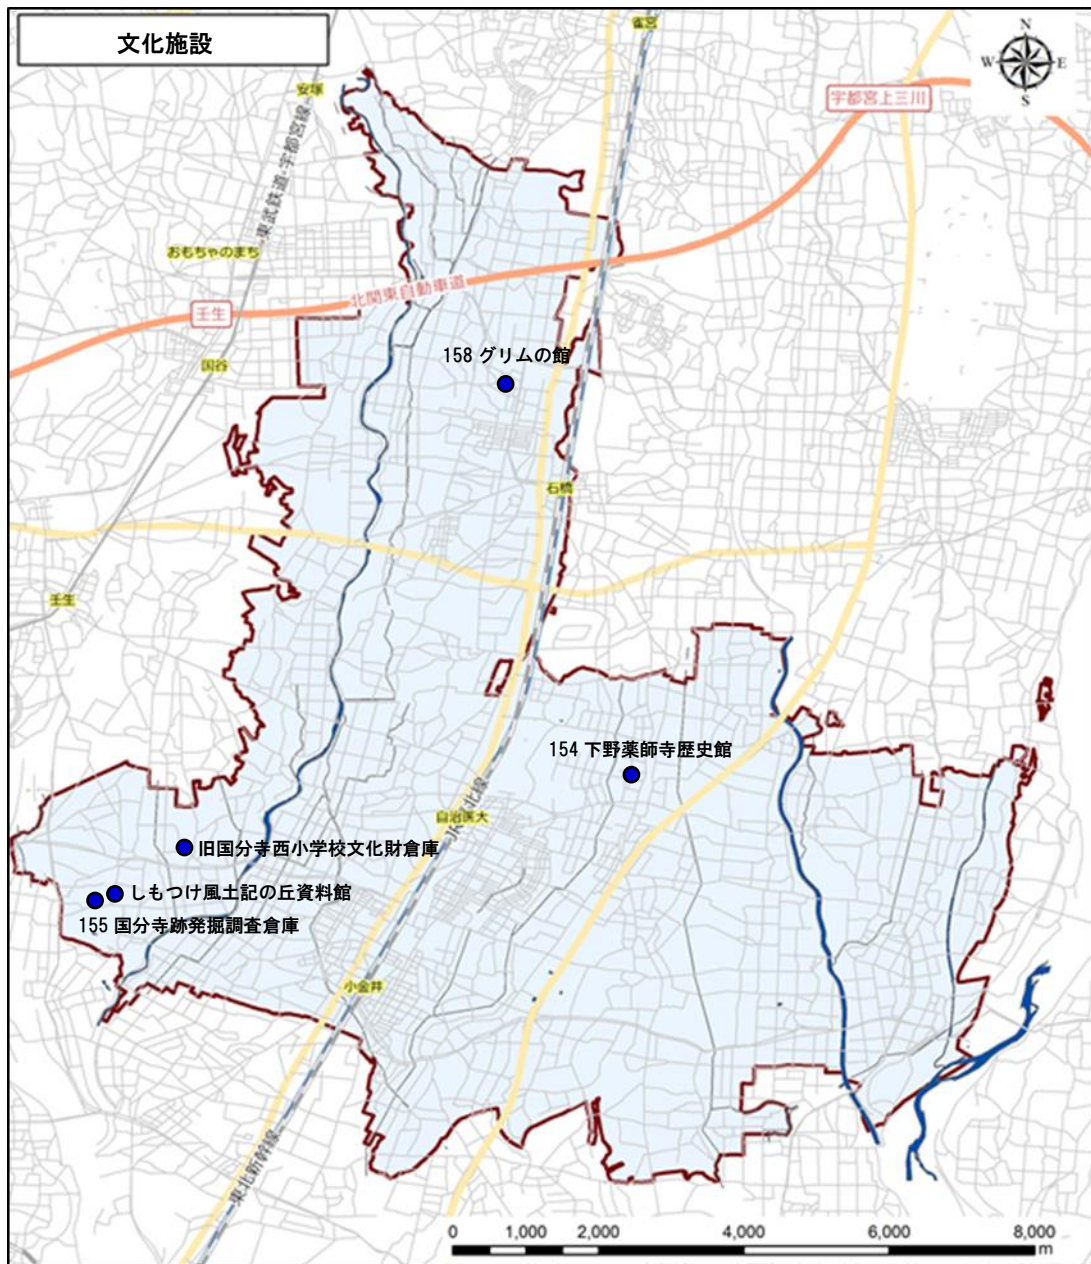 文化施設
雀宮
N
W
E
S
安塚
宇都宮上三川
東武鉄道・宇都宮線
おもちゃのまち
北関東自動車道
壬生
国谷
158 グリムの館
石橋
壬生
154 下野薬師寺歴史館
自治医大
旧国分寺西小学校文化財倉庫
しもつけ風土記の丘資料館
155 国分寺跡発掘調査倉庫
小金井
東北新幹線
0 1,000 2,000 4,000 6,000 8,000
m